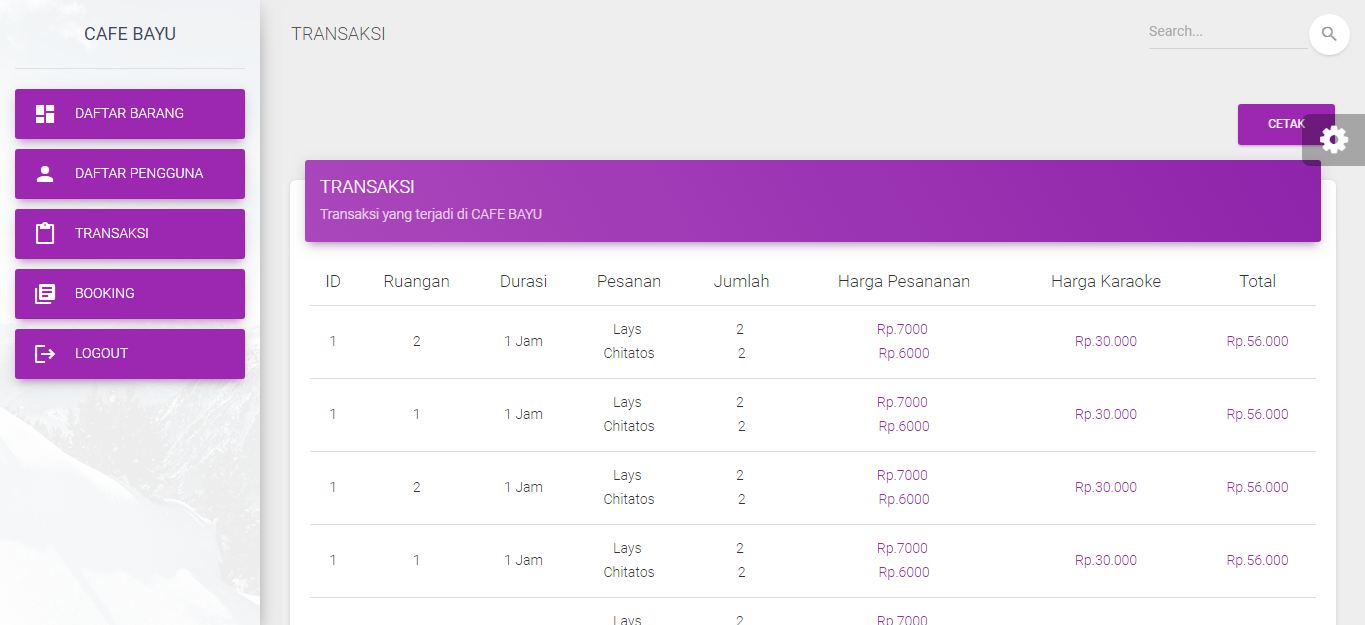 CAFE BAYU
DAFTAR BARANG
DAFTAR PENGGUNA
TRANSAKSI
BOOKING
LOGOUT
TRANSAKSI
Search...
CETAK
TRANSAKSI
Transaksi yang terjadi di CAFE BAYU
ID Ruangan Durasi Pesanan Jumlah Harga Pesananan Harga Karaoke Total
Lays 2 Rp.7000
1 2 1 Jam Rp.30.000 Rp.56.000
Chitatos 2 Rp.6000
Lays 2 Rp.7000
1 1 1 Jam Rp.30.000 Rp.56.000
Chitatos 2 Rp.6000
Lays 2 Rp.7000
1 2 1 Jam Rp.30.000 Rp.56.000
Chitatos 2 Rp.6000
Lays 2 Rp.7000
1 1 1 Jam Rp.30.000 Rp.56.000
Chitatos 2 Rp.6000
Lays 2 Rp.7000